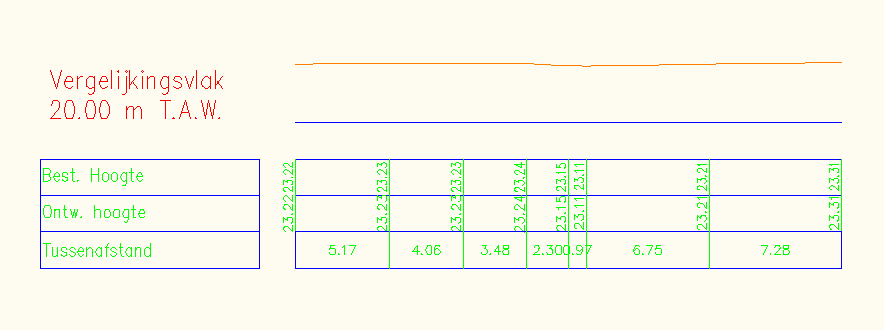 Vergelijkingsvlak
20.00 m T.A.W.
Best. Hoogte 23.22 23.23 23.23 23.24 23.15 23.11 23.21 23.31
Ontw. hoogte 23.22 23.23 23.23 23.24 23.15 23.11 23.21 23.31
Tussenafstand 5.17 4.06 3.48 2.30 0.97 6.75 7.28